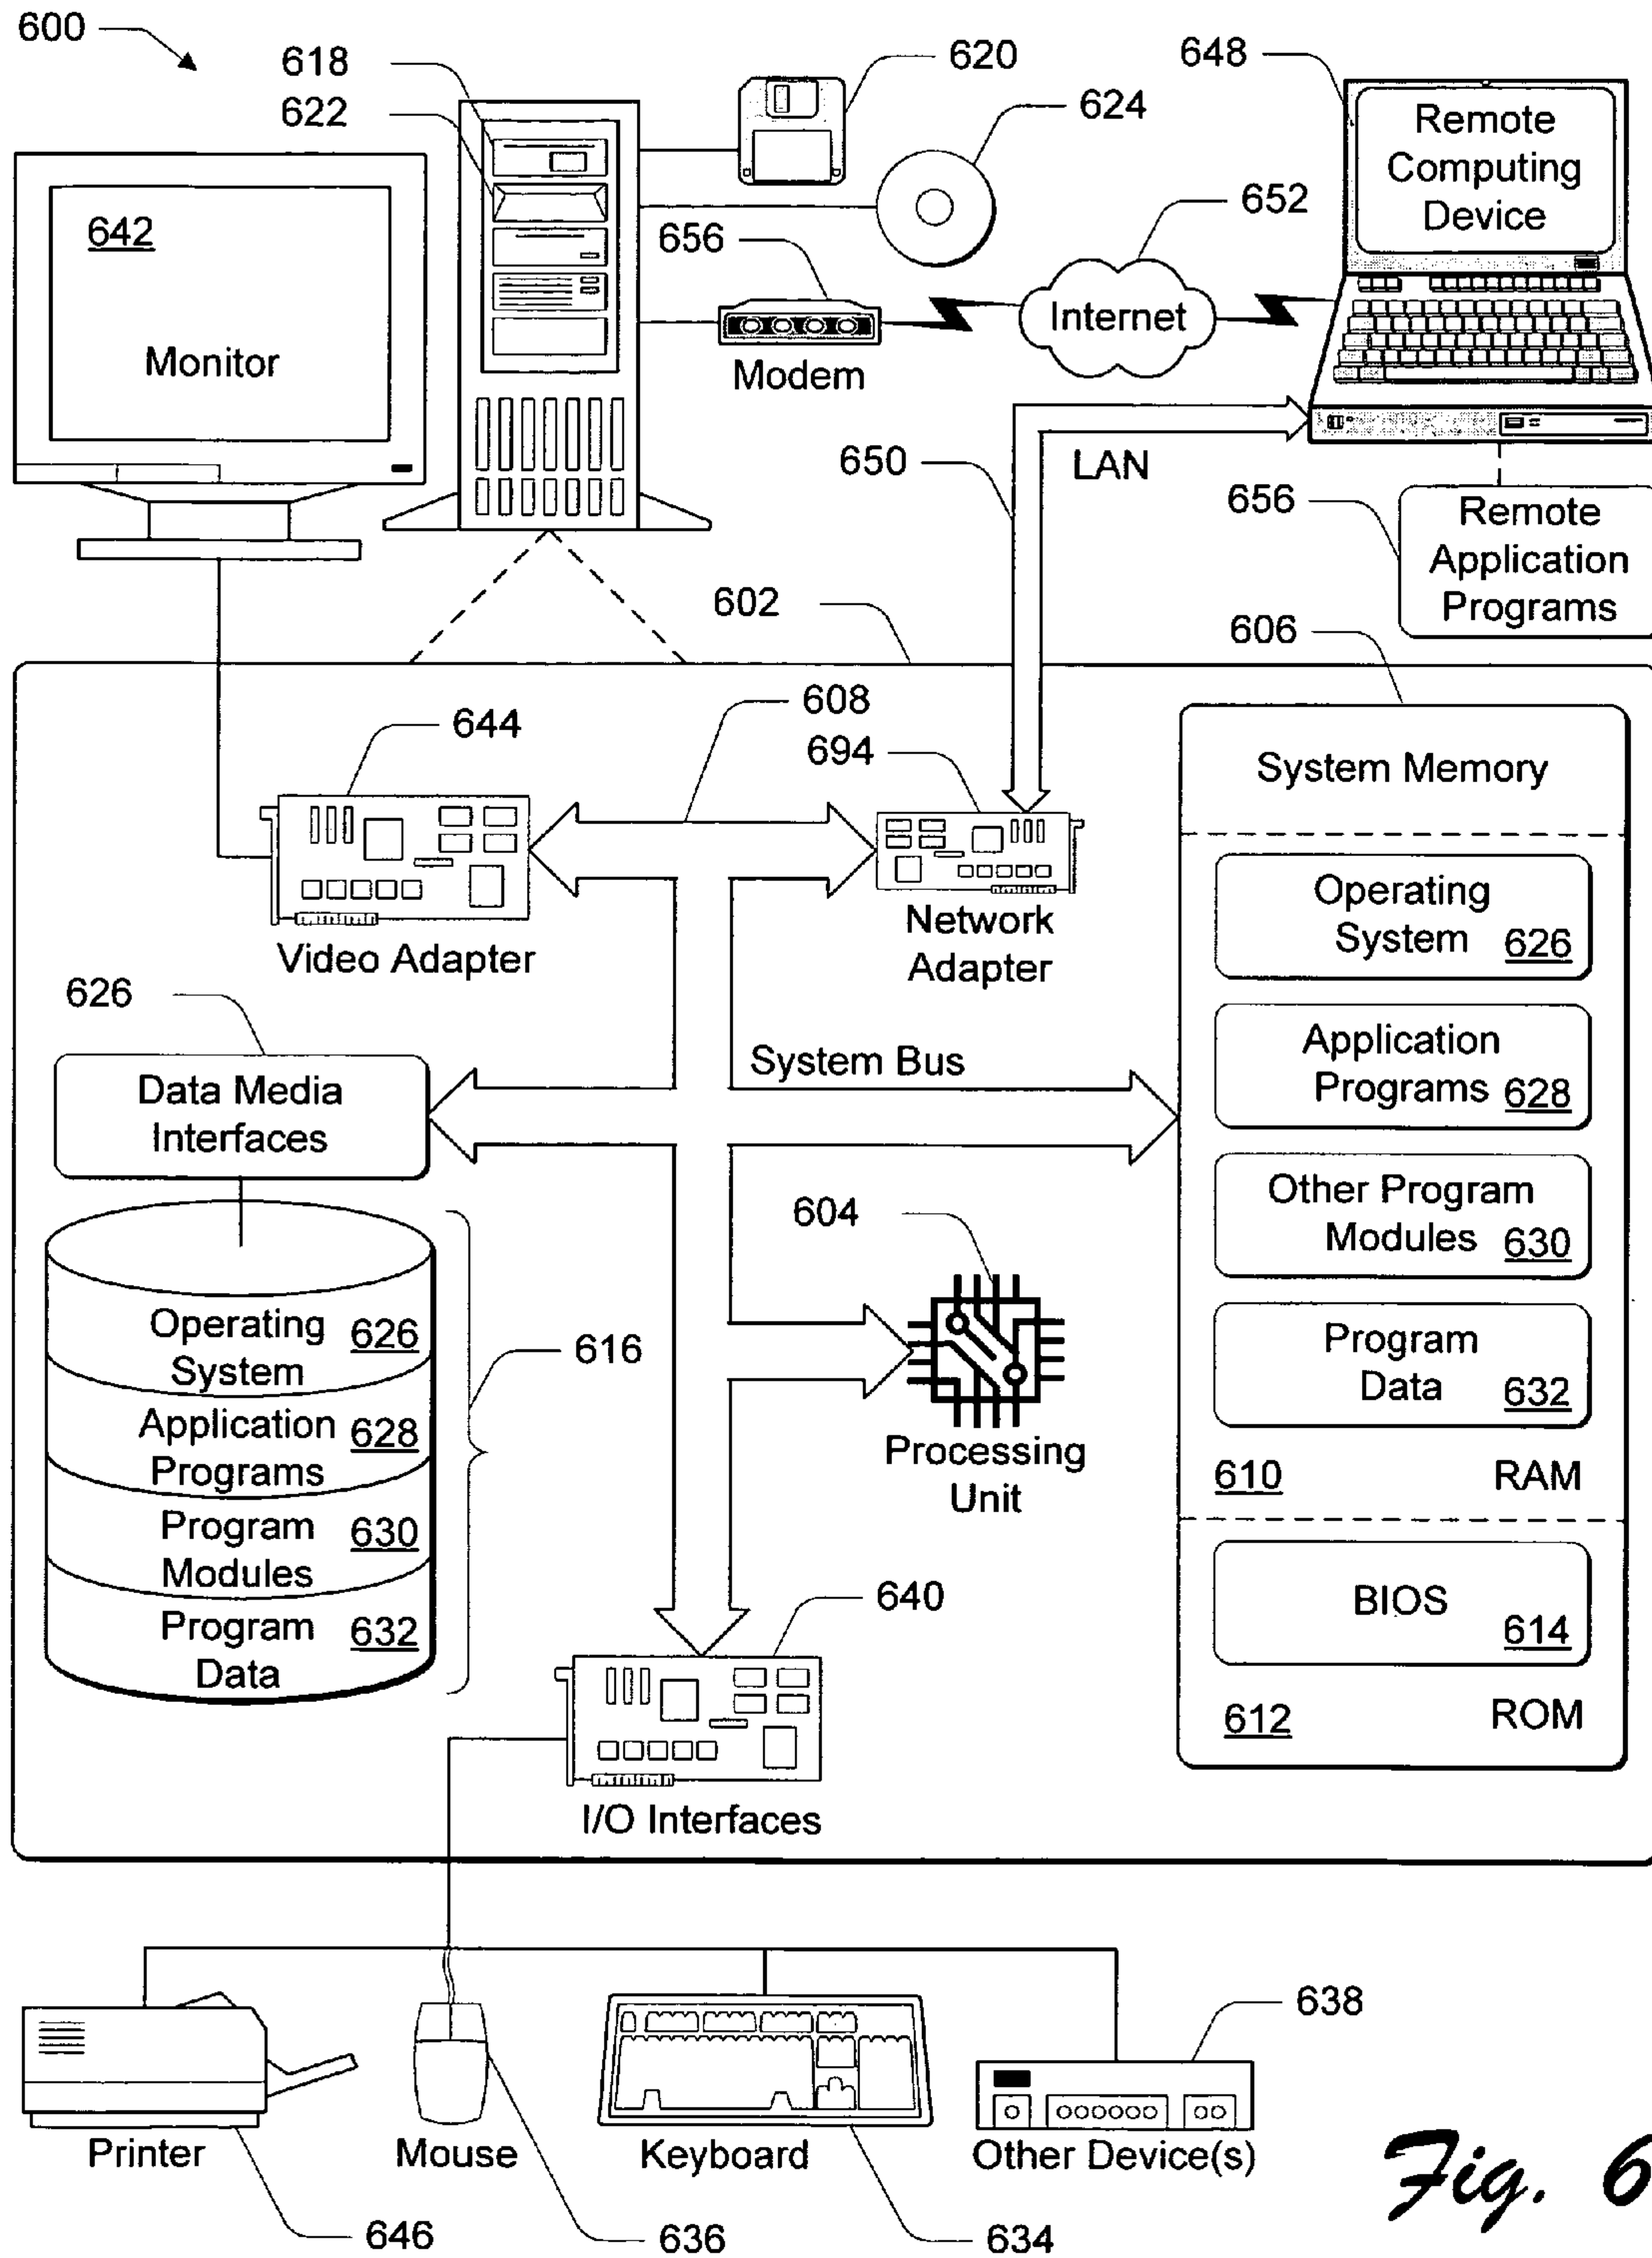 600
618
622
620
624
648
Remote
Computing
Device
642
Monitor
656
Modem
652
Internet
650
LAN
656
Remote
Application
Programs
602
606
608
644
694
Video Adapter
Network
Adapter
System Memory
Operating
System 626
Application
Programs 628
Other Program
Modules 630
Program
Data 632
610 RAM
BIOS
614
612 ROM
626
Data Media
Interfaces
System Bus
604
Processing
Unit
Operating
System 626
Application
Programs 628
Program
Modules 630
Program
Data 632
616
640
I/O Interfaces
Printer
Mouse
Keyboard
Other Device(s)
638
646
636
634
Fig. 6